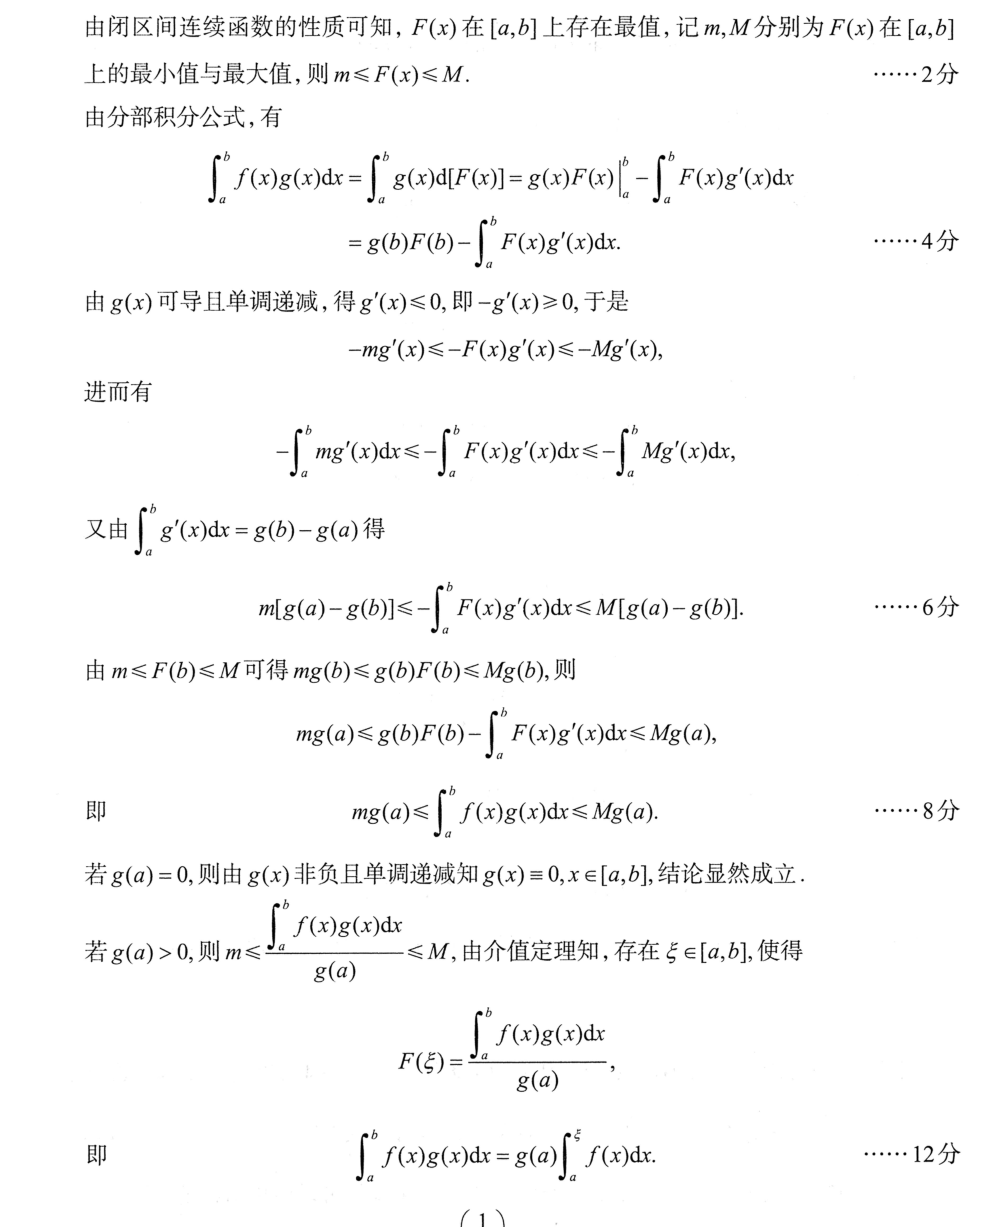 由闭区间连续函数的性质可知, F(x) 在 [a,b] 上存在最值, 记 m,M 分别为 F(x) 在 [a,b]
上的最小值与最大值, 则 m≤F(x)≤M. ……2分
由分部积分公式, 有
∫_a^b f(x)g(x)dx = ∫_a^b g(x)d[F(x)] = g(x)F(x)|_a^b - ∫_a^b F(x)g′(x)dx
= g(b)F(b) - ∫_a^b F(x)g′(x)dx. ……4分
由 g(x) 可导且单调递减, 得 g′(x)≤0, 即 -g′(x)≥0, 于是
-mg′(x)≤-F(x)g′(x)≤-Mg′(x),
进而有
-∫_a^b mg′(x)dx≤-∫_a^b F(x)g′(x)dx≤-∫_a^b Mg′(x)dx,
又由 ∫_a^b g′(x)dx = g(b)-g(a) 得
m[g(a)-g(b)]≤-∫_a^b F(x)g′(x)dx≤M[g(a)-g(b)]. ……6分
由 m≤F(b)≤M 可得 mg(b)≤g(b)F(b)≤Mg(b), 则
mg(a)≤g(b)F(b)-∫_a^b F(x)g′(x)dx≤Mg(a),
即 mg(a)≤∫_a^b f(x)g(x)dx≤Mg(a). ……8分
若 g(a)=0, 则由 g(x) 非负且单调递减知 g(x)≡0, x∈[a,b], 结论显然成立.
若 g(a)>0, 则 m≤\frac{∫_a^b f(x)g(x)dx}{g(a)}≤M, 由介值定理知, 存在 ξ∈[a,b], 使得
F(ξ)=\frac{∫_a^b f(x)g(x)dx}{g(a)},
即 ∫_a^b f(x)g(x)dx = g(a)∫_a^ξ f(x)dx. ……12分
(1)